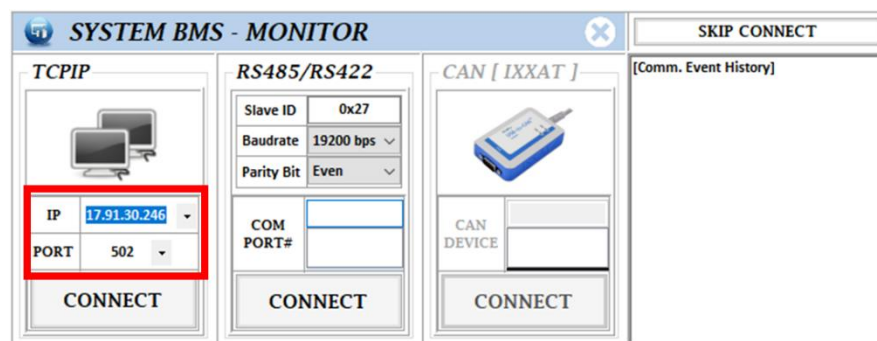 SYSTEM BMS - MONITOR
SKIP CONNECT
TCPIP
IP
17.91.30.246
PORT
502
CONNECT
RS485/RS422
Slave ID
0x27
Baudrate
19200 bps
Parity Bit
Even
COM
PORT#
CONNECT
CAN [ IXXAT ]
CAN
DEVICE
CONNECT
[Comm. Event History]